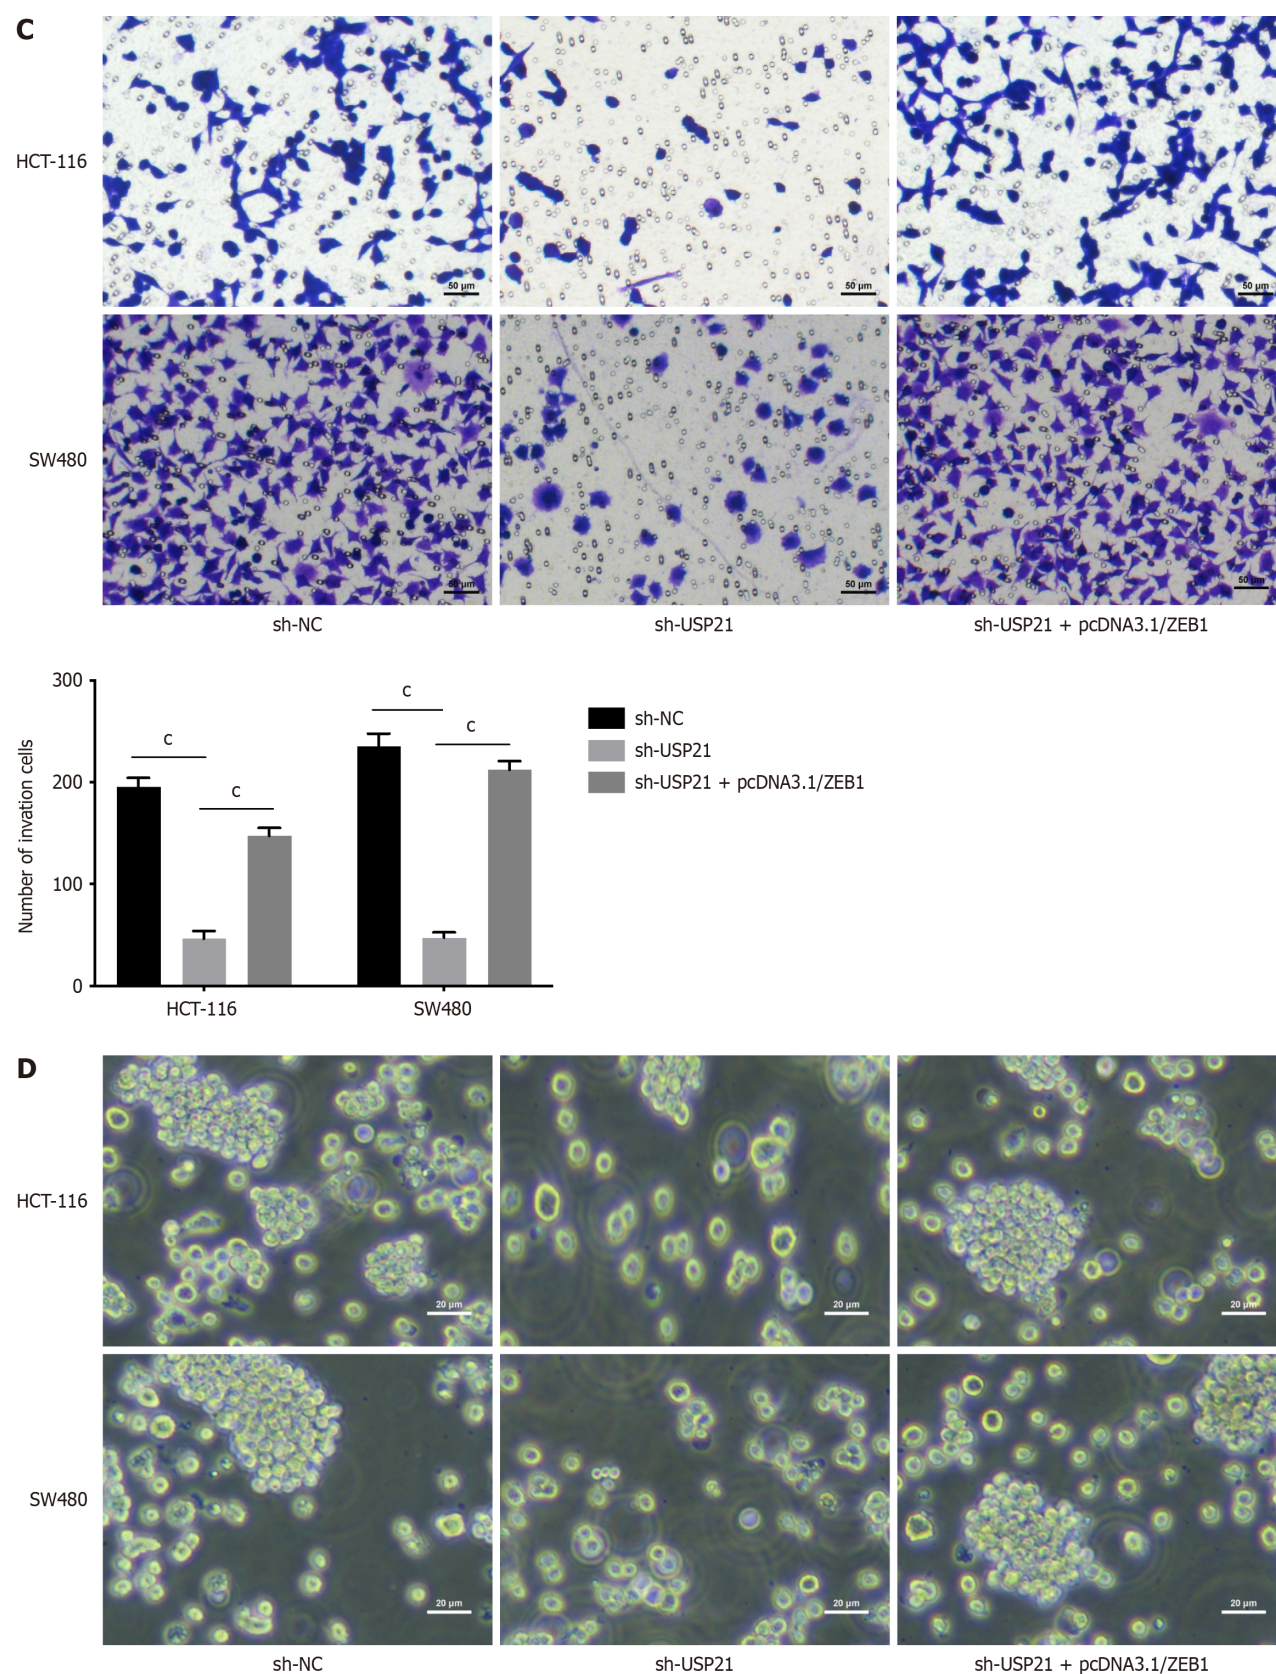 C
HCT-116
50 µm
50 µm
50 µm
SW480
50 µm
50 µm
50 µm
sh-NC
sh-USP21
sh-USP21 + pcDNA3.1/ZEB1
300
200
100
0
Number of invation cells
c
c
c
c
HCT-116
SW480
sh-NC
sh-USP21
sh-USP21 + pcDNA3.1/ZEB1
D
HCT-116
20 µm
20 µm
20 µm
SW480
20 µm
20 µm
20 µm
sh-NC
sh-USP21
sh-USP21 + pcDNA3.1/ZEB1